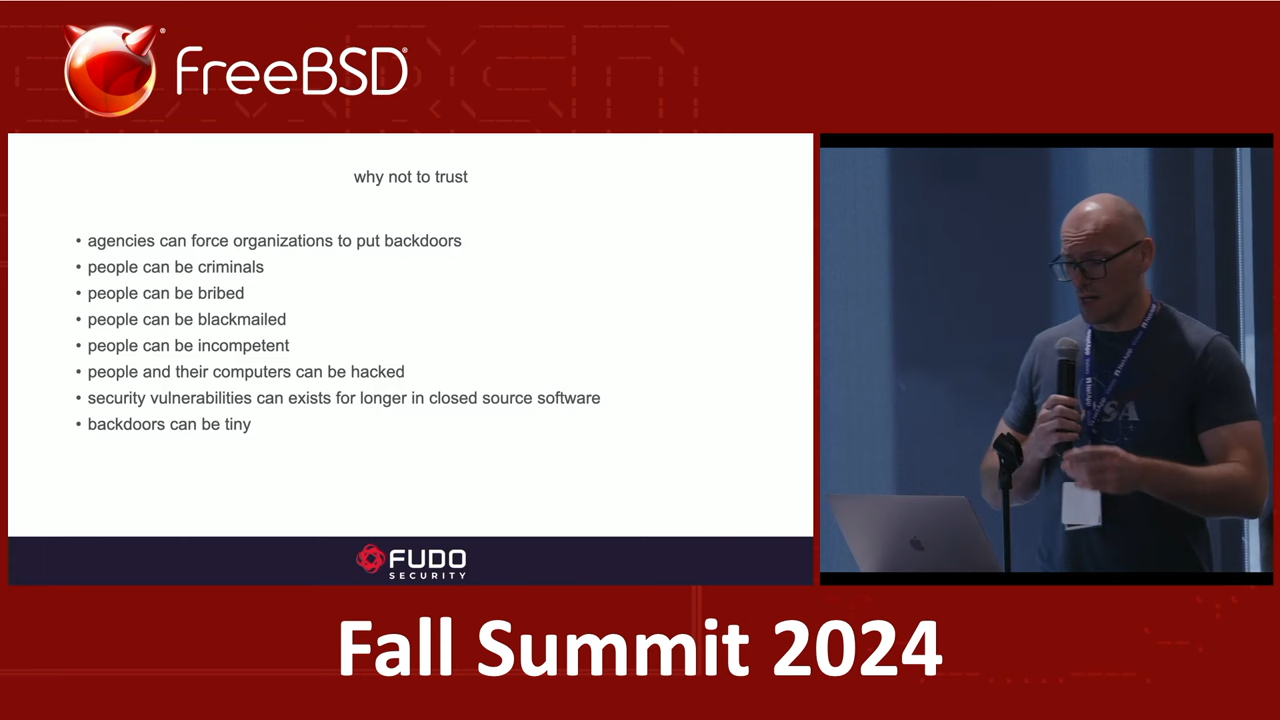 FreeBSD®
why not to trust
• agencies can force organizations to put backdoors
• people can be criminals
• people can be bribed
• people can be blackmailed
• people can be incompetent
• people and their computers can be hacked
• security vulnerabilities can exists for longer in closed source software
• backdoors can be tiny
FUDO
SECURITY
Fall Summit 2024